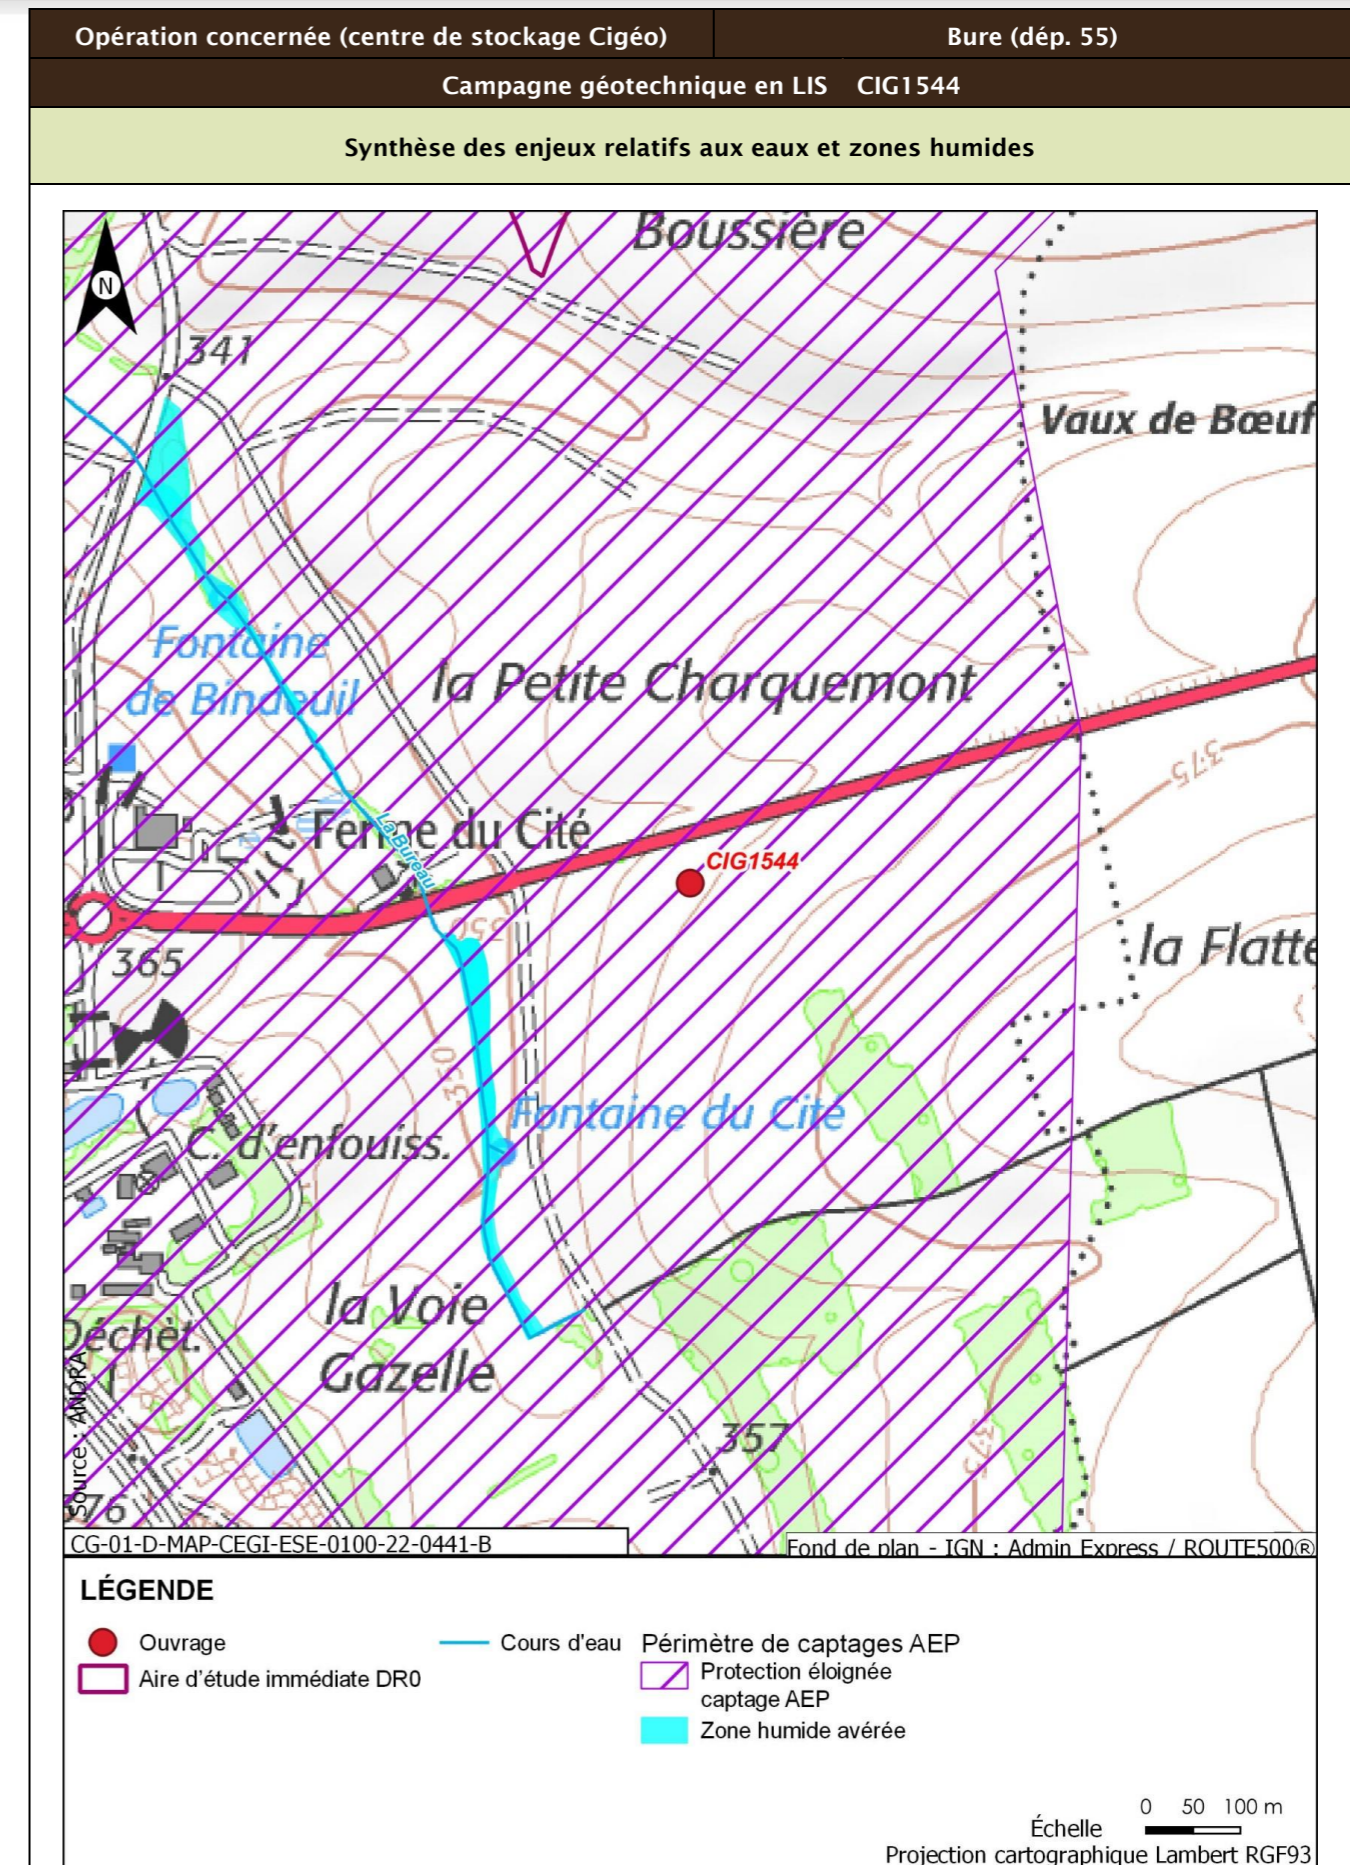 Opération concernée (centre de stockage Cigéo) Bure (dép. 55)
Campagne géotechnique en LIS CIG1544
Synthèse des enjeux relatifs aux eaux et zones humides
Boussière
N
341
Vaux de Bœuf
Fontaine
de Bindeuil
la Petite Charquemont
375
Ferme du Cité
La Bureau
CIG1544
350
365
la Flatte
350
Fontaine du Cité
C. d'enfouiss.
la Voie
Gazelle
Déchèt.
357
375
Source : ANDRA
376
CG-01-D-MAP-CEGI-ESE-0100-22-0441-B
Fond de plan - IGN : Admin Express / ROUTE500®
LÉGENDE
Ouvrage
Aire d'étude immédiate DR0
Cours d'eau
Périmètre de captages AEP
Protection éloignée
captage AEP
Zone humide avérée
0 50 100 m
Échelle
Projection cartographique Lambert RGF93